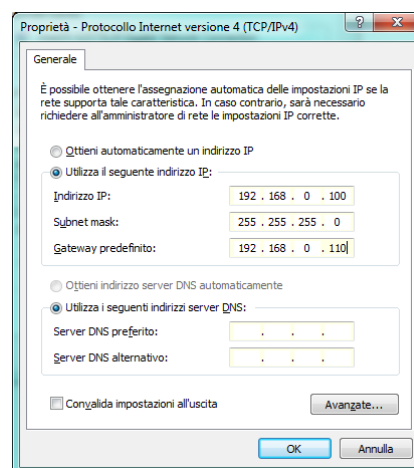 Proprietà - Protocollo Internet versione 4 (TCP/IPv4)
Generale
È possibile ottenere l'assegnazione automatica delle impostazioni IP se la
rete supporta tale caratteristica. In caso contrario, sarà necessario
richiedere all'amministratore di rete le impostazioni IP corrette.
Ottieni automaticamente un indirizzo IP
Utilizza il seguente indirizzo IP:
Indirizzo IP: 192 . 168 . 0 . 100
Subnet mask: 255 . 255 . 255 . 0
Gateway predefinito: 192 . 168 . 0 . 110
Ottieni indirizzo server DNS automaticamente
Utilizza i seguenti indirizzi server DNS:
Server DNS preferito: . . .
Server DNS alternativo: . . .
Convalida impostazioni all'uscita
Avanzate...
OK Annulla